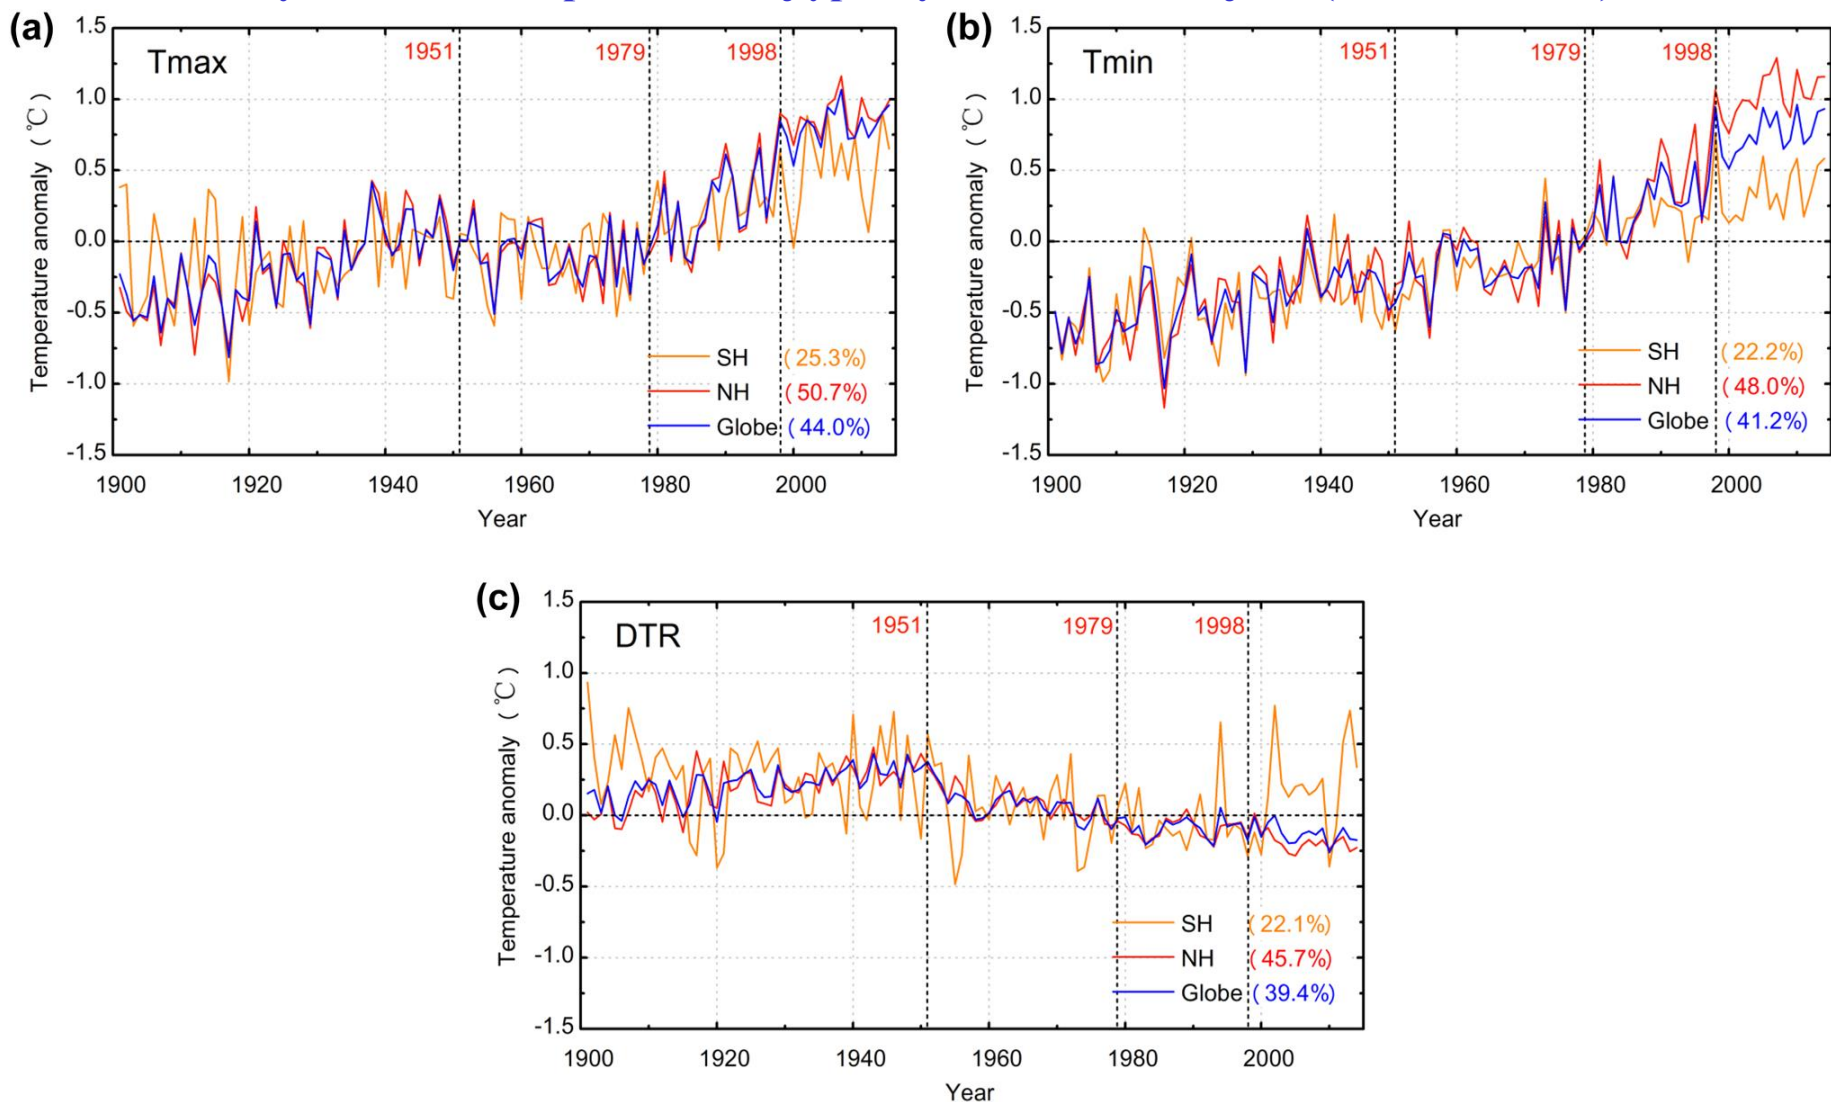 (a)
Tmax
1951
1979
1998
1.5
1.0
0.5
0.0
-0.5
-1.0
-1.5
Temperature anomaly (℃)
SH (25.3%)
NH (50.7%)
Globe (44.0%)
1900 1920 1940 1960 1980 2000
Year
(b)
Tmin
1951
1979
1998
1.5
1.0
0.5
0.0
-0.5
-1.0
-1.5
Temperature anomaly (℃)
SH (22.2%)
NH (48.0%)
Globe (41.2%)
1900 1920 1940 1960 1980 2000
Year
(c)
DTR
1951
1979
1998
1.5
1.0
0.5
0.0
-0.5
-1.0
-1.5
Temperature anomaly (℃)
SH (22.1%)
NH (45.7%)
Globe (39.4%)
1900 1920 1940 1960 1980 2000
Year